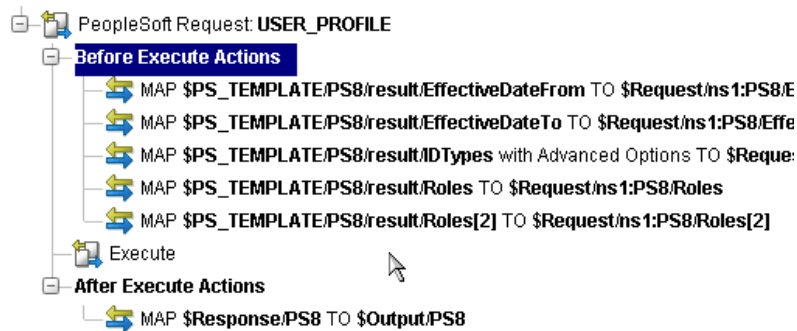 PeopleSoft Request: USER_PROFILE
Before Execute Actions
MAP $PS_TEMPLATE/PS8/result/EffectiveDateFrom TO $Request/ns1:PS8/E
MAP $PS_TEMPLATE/PS8/result/EffectiveDateTo TO $Request/ns1:PS8/Effe
MAP $PS_TEMPLATE/PS8/result/IDTypes with Advanced Options TO $Reques
MAP $PS_TEMPLATE/PS8/result/Roles TO $Request/ns1:PS8/Roles
MAP $PS_TEMPLATE/PS8/result/Roles[2] TO $Request/ns1:PS8/Roles[2]
Execute
After Execute Actions
MAP $Response/PS8 TO $Output/PS8